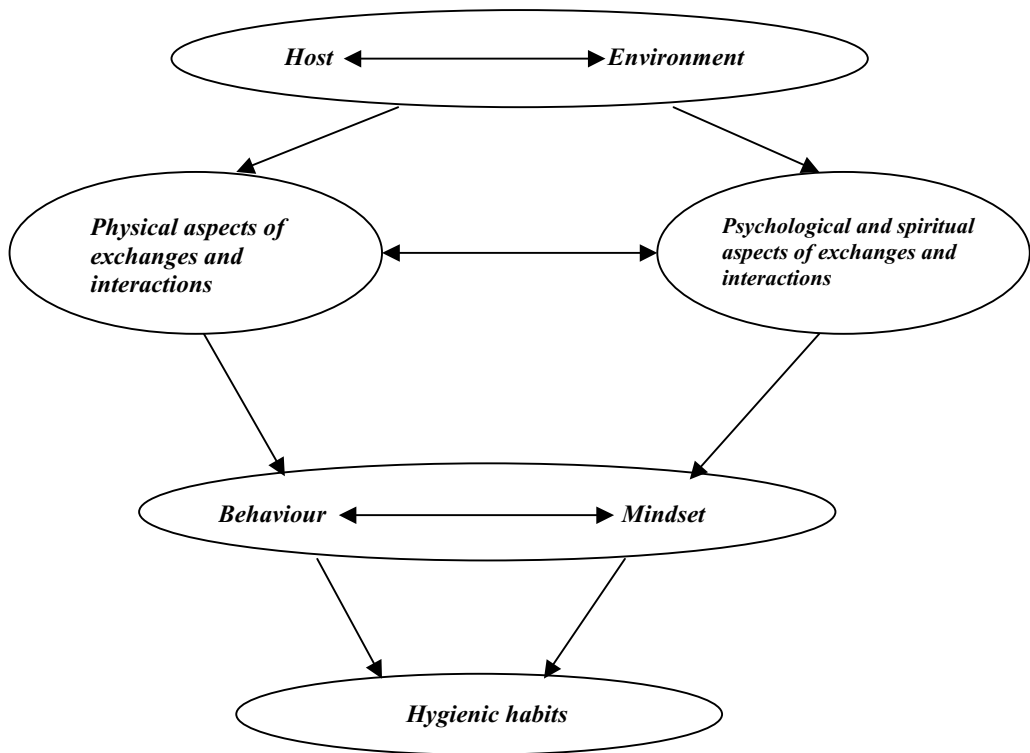 Host Environment
Physical aspects of
exchanges and
interactions
Psychological and spiritual
aspects of exchanges and
interactions
Behaviour Mindset
Hygienic habits